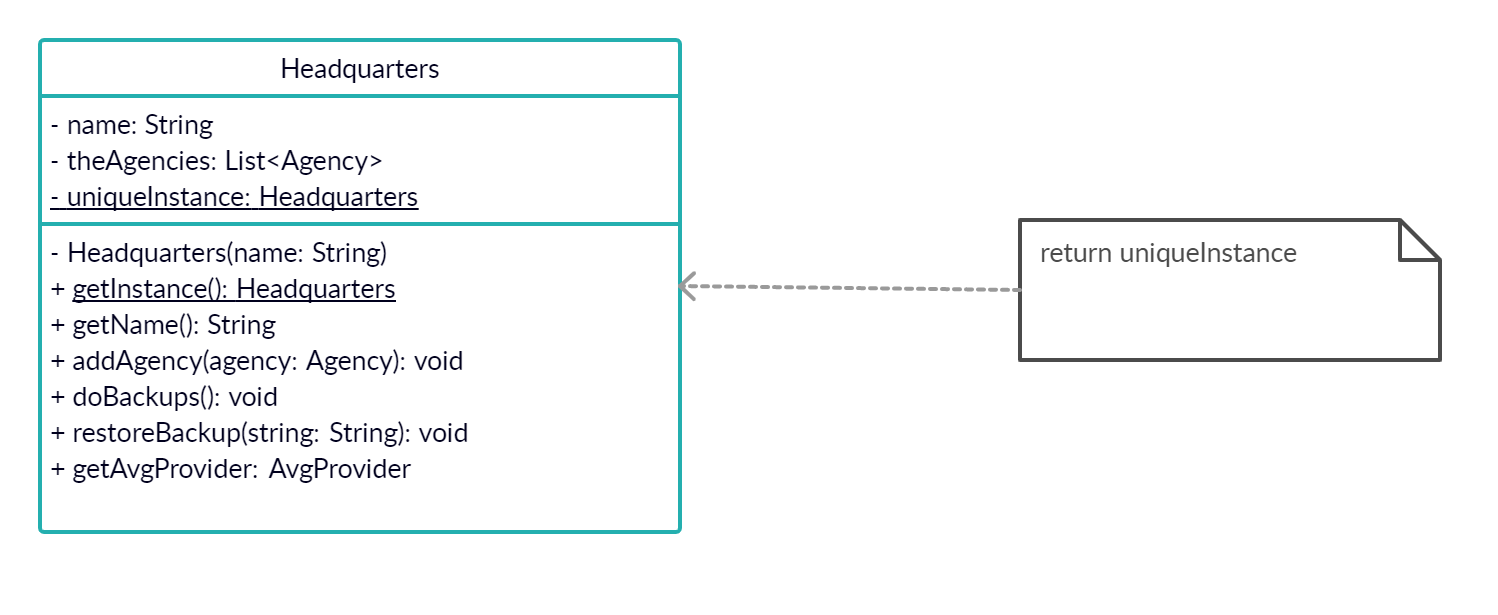 Headquarters
- name: String
- theAgencies: List<Agency>
- uniqueInstance: Headquarters
- Headquarters(name: String)
+ getInstance(): Headquarters
+ getName(): String
+ addAgency(agency: Agency): void
+ doBackups(): void
+ restoreBackup(string: String): void
+ getAvgProvider: AvgProvider
return uniqueInstance